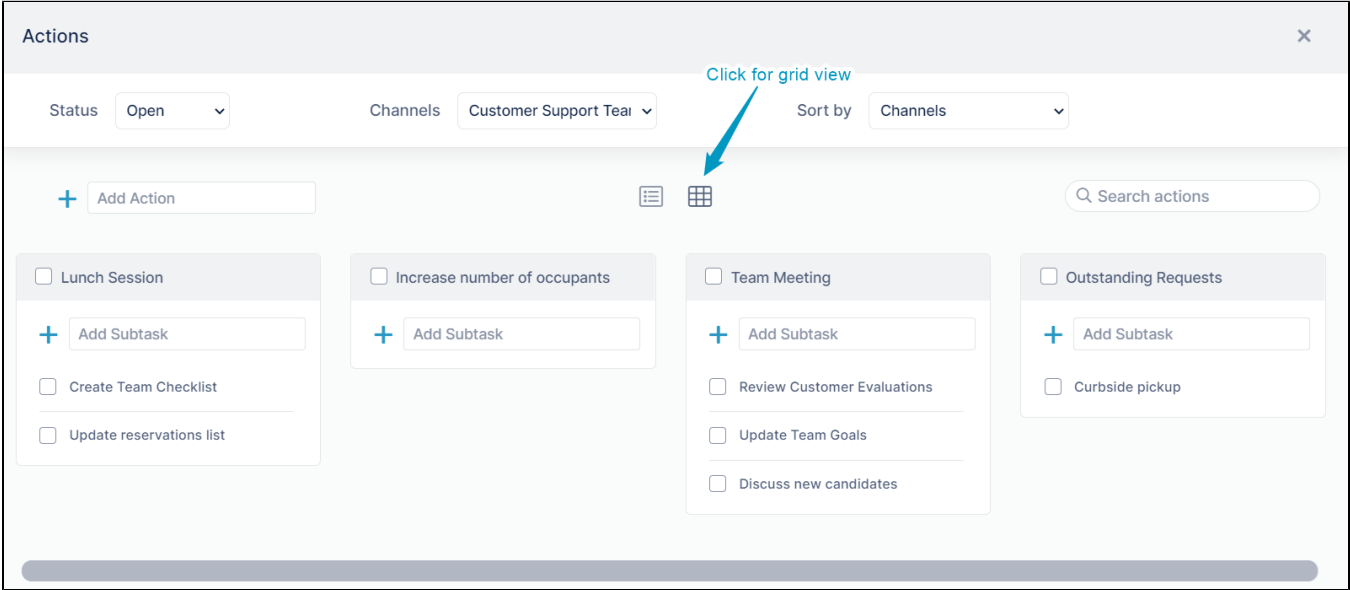 Actions
Click for grid view
Status Open Channels Customer Support Tear Sort by Channels
Add Action Search actions
Lunch Session
Add Subtask
Create Team Checklist
Update reservations list
Increase number of occupants
Add Subtask
Team Meeting
Add Subtask
Review Customer Evaluations
Update Team Goals
Discuss new candidates
Outstanding Requests
Add Subtask
Curbside pickup